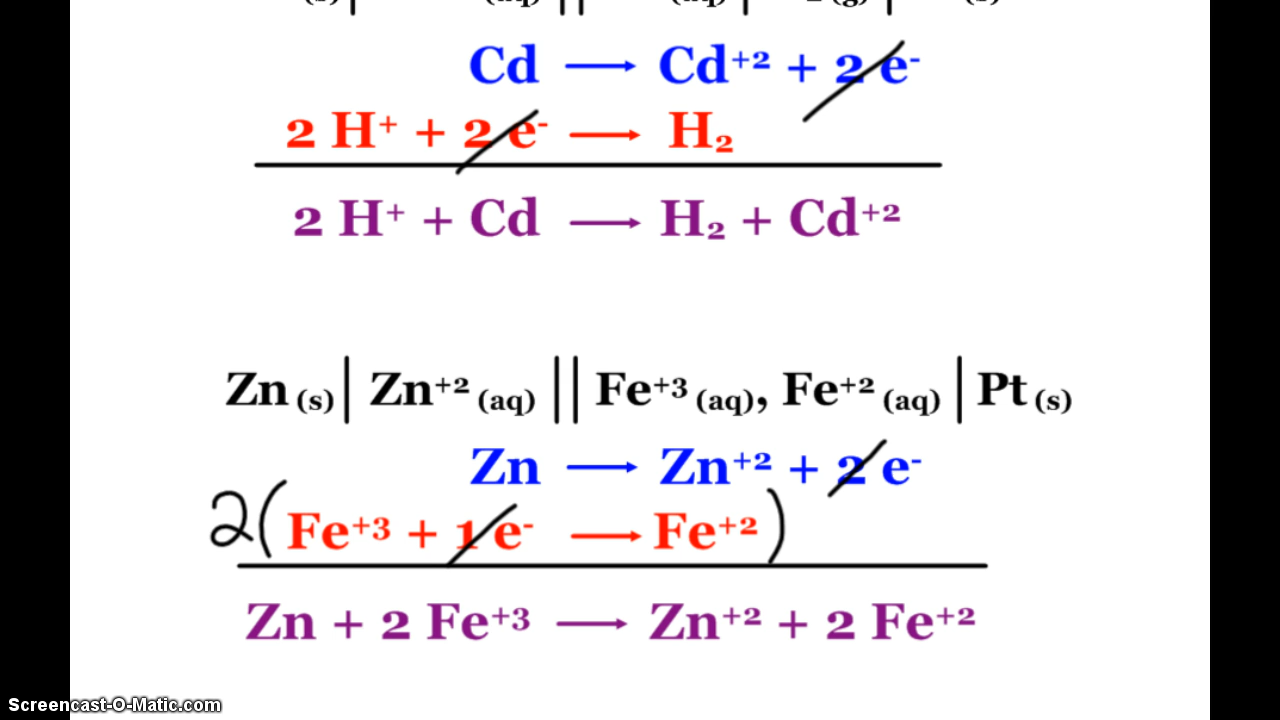 Cd ⟶ Cd⁺² + 2 e⁻
2 H⁺ + 2 e⁻ ⟶ H₂
2 H⁺ + Cd ⟶ H₂ + Cd⁺²
Zn (s) | Zn⁺² (aq) || Fe⁺³ (aq), Fe⁺² (aq) | Pt (s)
Zn ⟶ Zn⁺² + 2 e⁻
2( Fe⁺³ + 1 e⁻ ⟶ Fe⁺² )
Zn + 2 Fe⁺³ ⟶ Zn⁺² + 2 Fe⁺²
Screencast-O-Matic.com